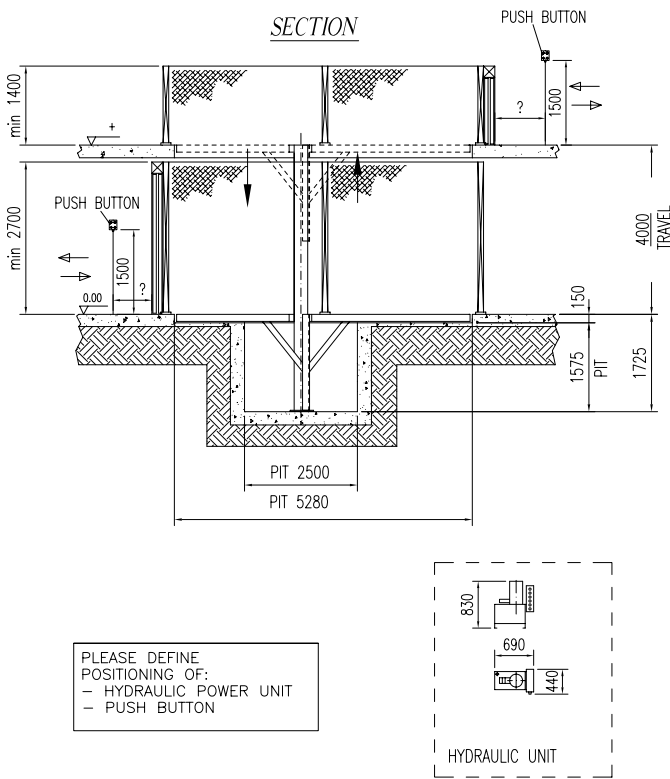 SECTION
PUSH BUTTON
min 1400
+
1500
?
min 2700
PUSH BUTTON
1500
?
0.00
4000
TRAVEL
150
1575
PIT
1725
PIT 2500
PIT 5280
PLEASE DEFINE
POSITIONING OF:
– HYDRAULIC POWER UNIT
– PUSH BUTTON
830
690
440
HYDRAULIC UNIT